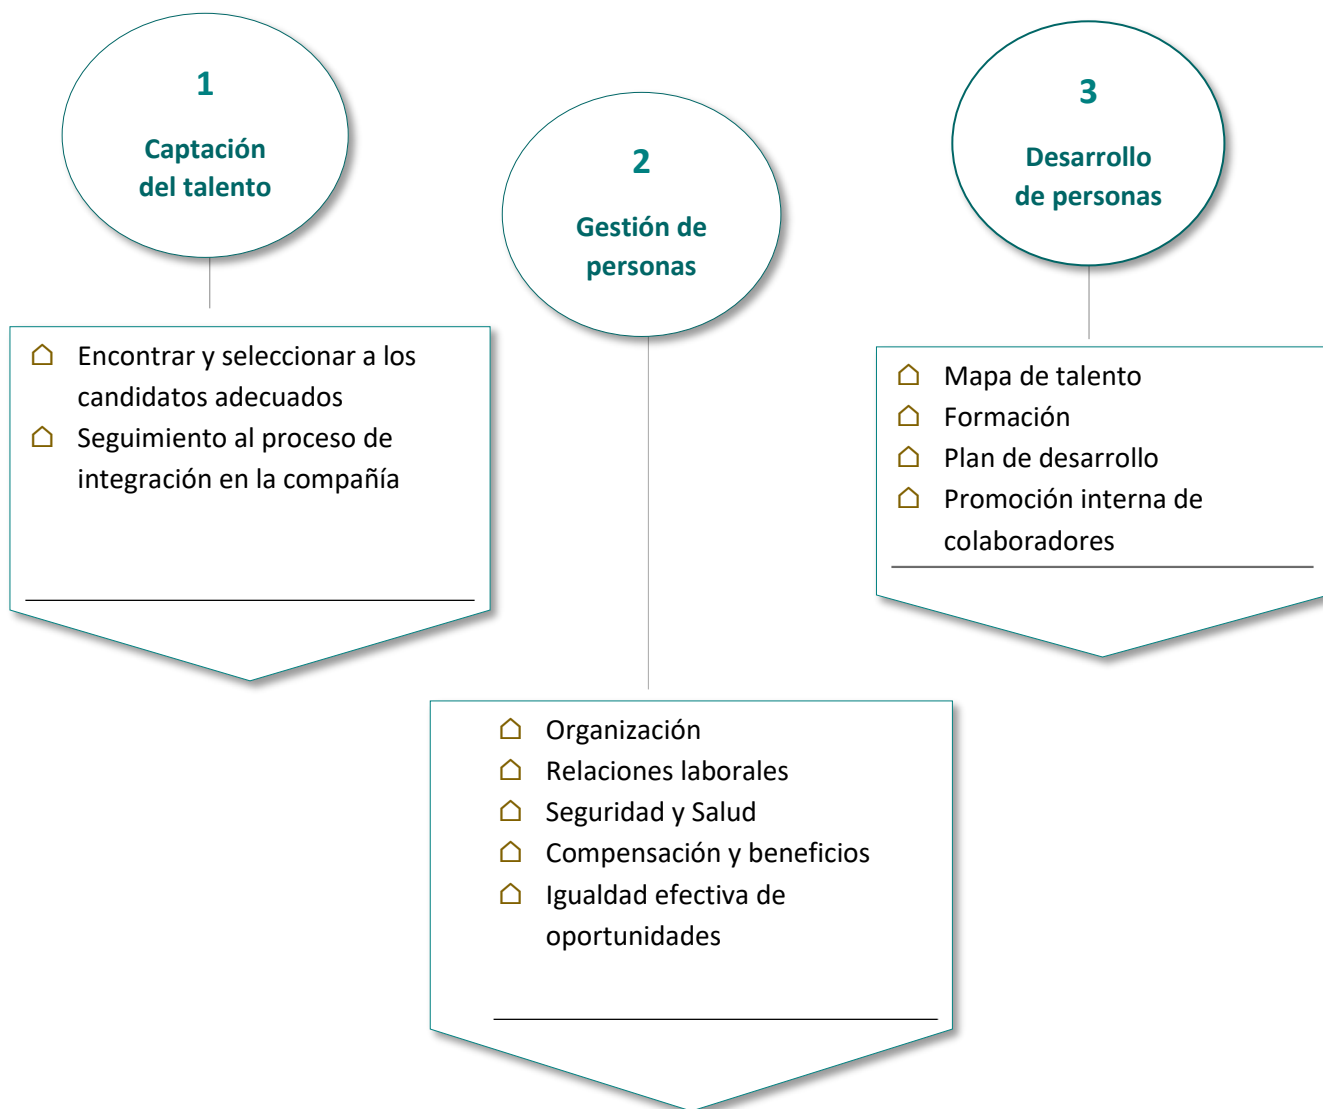 1
Captación
del talento
Encontrar y seleccionar a los
candidatos adecuados
Seguimiento al proceso de
integración en la compañía
2
Gestión de
personas
Organización
Relaciones laborales
Seguridad y Salud
Compensación y beneficios
Igualdad efectiva de
oportunidades
3
Desarrollo
de personas
Mapa de talento
Formación
Plan de desarrollo
Promoción interna de
colaboradores